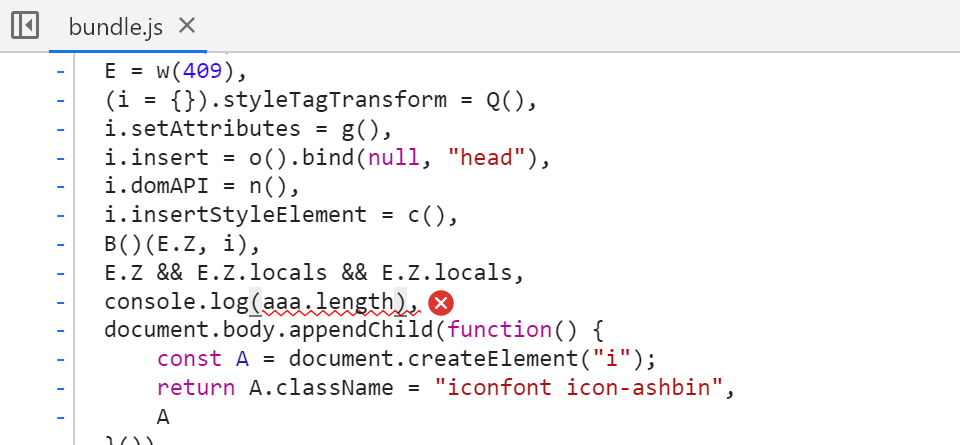 bundle.js
E = w(409),
(i = {}).styleTagTransform = Q(),
i.setAttributes = g(),
i.insert = o().bind(null, "head"),
i.domAPI = n(),
i.insertStyleElement = c(),
B()(E.Z, i),
E.Z && E.Z.locals && E.Z.locals,
console.log(aaa.length),
document.body.appendChild(function() {
    const A = document.createElement("i");
    return A.className = "iconfont icon-ashbin",
    A
}())